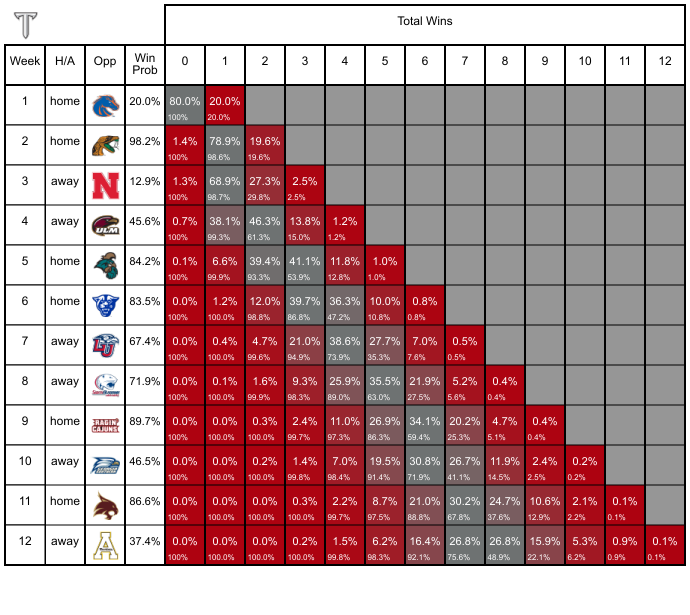 T
Total Wins
Week H/A Opp Win Prob 0 1 2 3 4 5 6 7 8 9 10 11 12
1 home 20.0% 80.0% 20.0%
100% 20.0%
2 home 98.2% 1.4% 78.9% 19.6%
100% 98.6% 19.6%
3 away N 12.9% 1.3% 68.9% 27.3% 2.5%
100% 98.7% 29.8% 2.5%
4 away ULM 45.6% 0.7% 38.1% 46.3% 13.8% 1.2%
100% 99.3% 61.3% 15.0% 1.2%
5 home 84.2% 0.1% 6.6% 39.4% 41.1% 11.8% 1.0%
100% 99.9% 93.3% 53.9% 12.8% 1.0%
6 home 83.5% 0.0% 1.2% 12.0% 39.7% 36.3% 10.0% 0.8%
100% 100.0% 98.8% 86.8% 47.2% 10.8% 0.8%
7 away LU 67.4% 0.0% 0.4% 4.7% 21.0% 38.6% 27.7% 7.0% 0.5%
100% 100.0% 99.6% 94.9% 73.9% 35.3% 7.6% 0.5%
8 away 71.9% 0.0% 0.1% 1.6% 9.3% 25.9% 35.5% 21.9% 5.2% 0.4%
100% 100.0% 99.9% 98.3% 89.0% 63.0% 27.5% 5.6% 0.4%
9 home RAGIN CAJUNS 89.7% 0.0% 0.0% 0.3% 2.4% 11.0% 26.9% 34.1% 20.2% 4.7% 0.4%
100% 100.0% 100.0% 99.7% 97.3% 86.3% 59.4% 25.3% 5.1% 0.4%
10 away 46.5% 0.0% 0.0% 0.2% 1.4% 7.0% 19.5% 30.8% 26.7% 11.9% 2.4% 0.2%
100% 100.0% 100.0% 99.8% 98.4% 91.4% 71.9% 41.1% 14.5% 2.5% 0.2%
11 home 86.6% 0.0% 0.0% 0.0% 0.3% 2.2% 8.7% 21.0% 30.2% 24.7% 10.6% 2.1% 0.1%
100% 100.0% 100.0% 100.0% 99.7% 97.5% 88.8% 67.8% 37.6% 12.9% 2.2% 0.1%
12 away A 37.4% 0.0% 0.0% 0.0% 0.2% 1.5% 6.2% 16.4% 26.8% 26.8% 15.9% 5.3% 0.9% 0.1%
100% 100.0% 100.0% 100.0% 99.8% 98.3% 92.1% 75.6% 48.9% 22.1% 6.2% 0.9% 0.1%